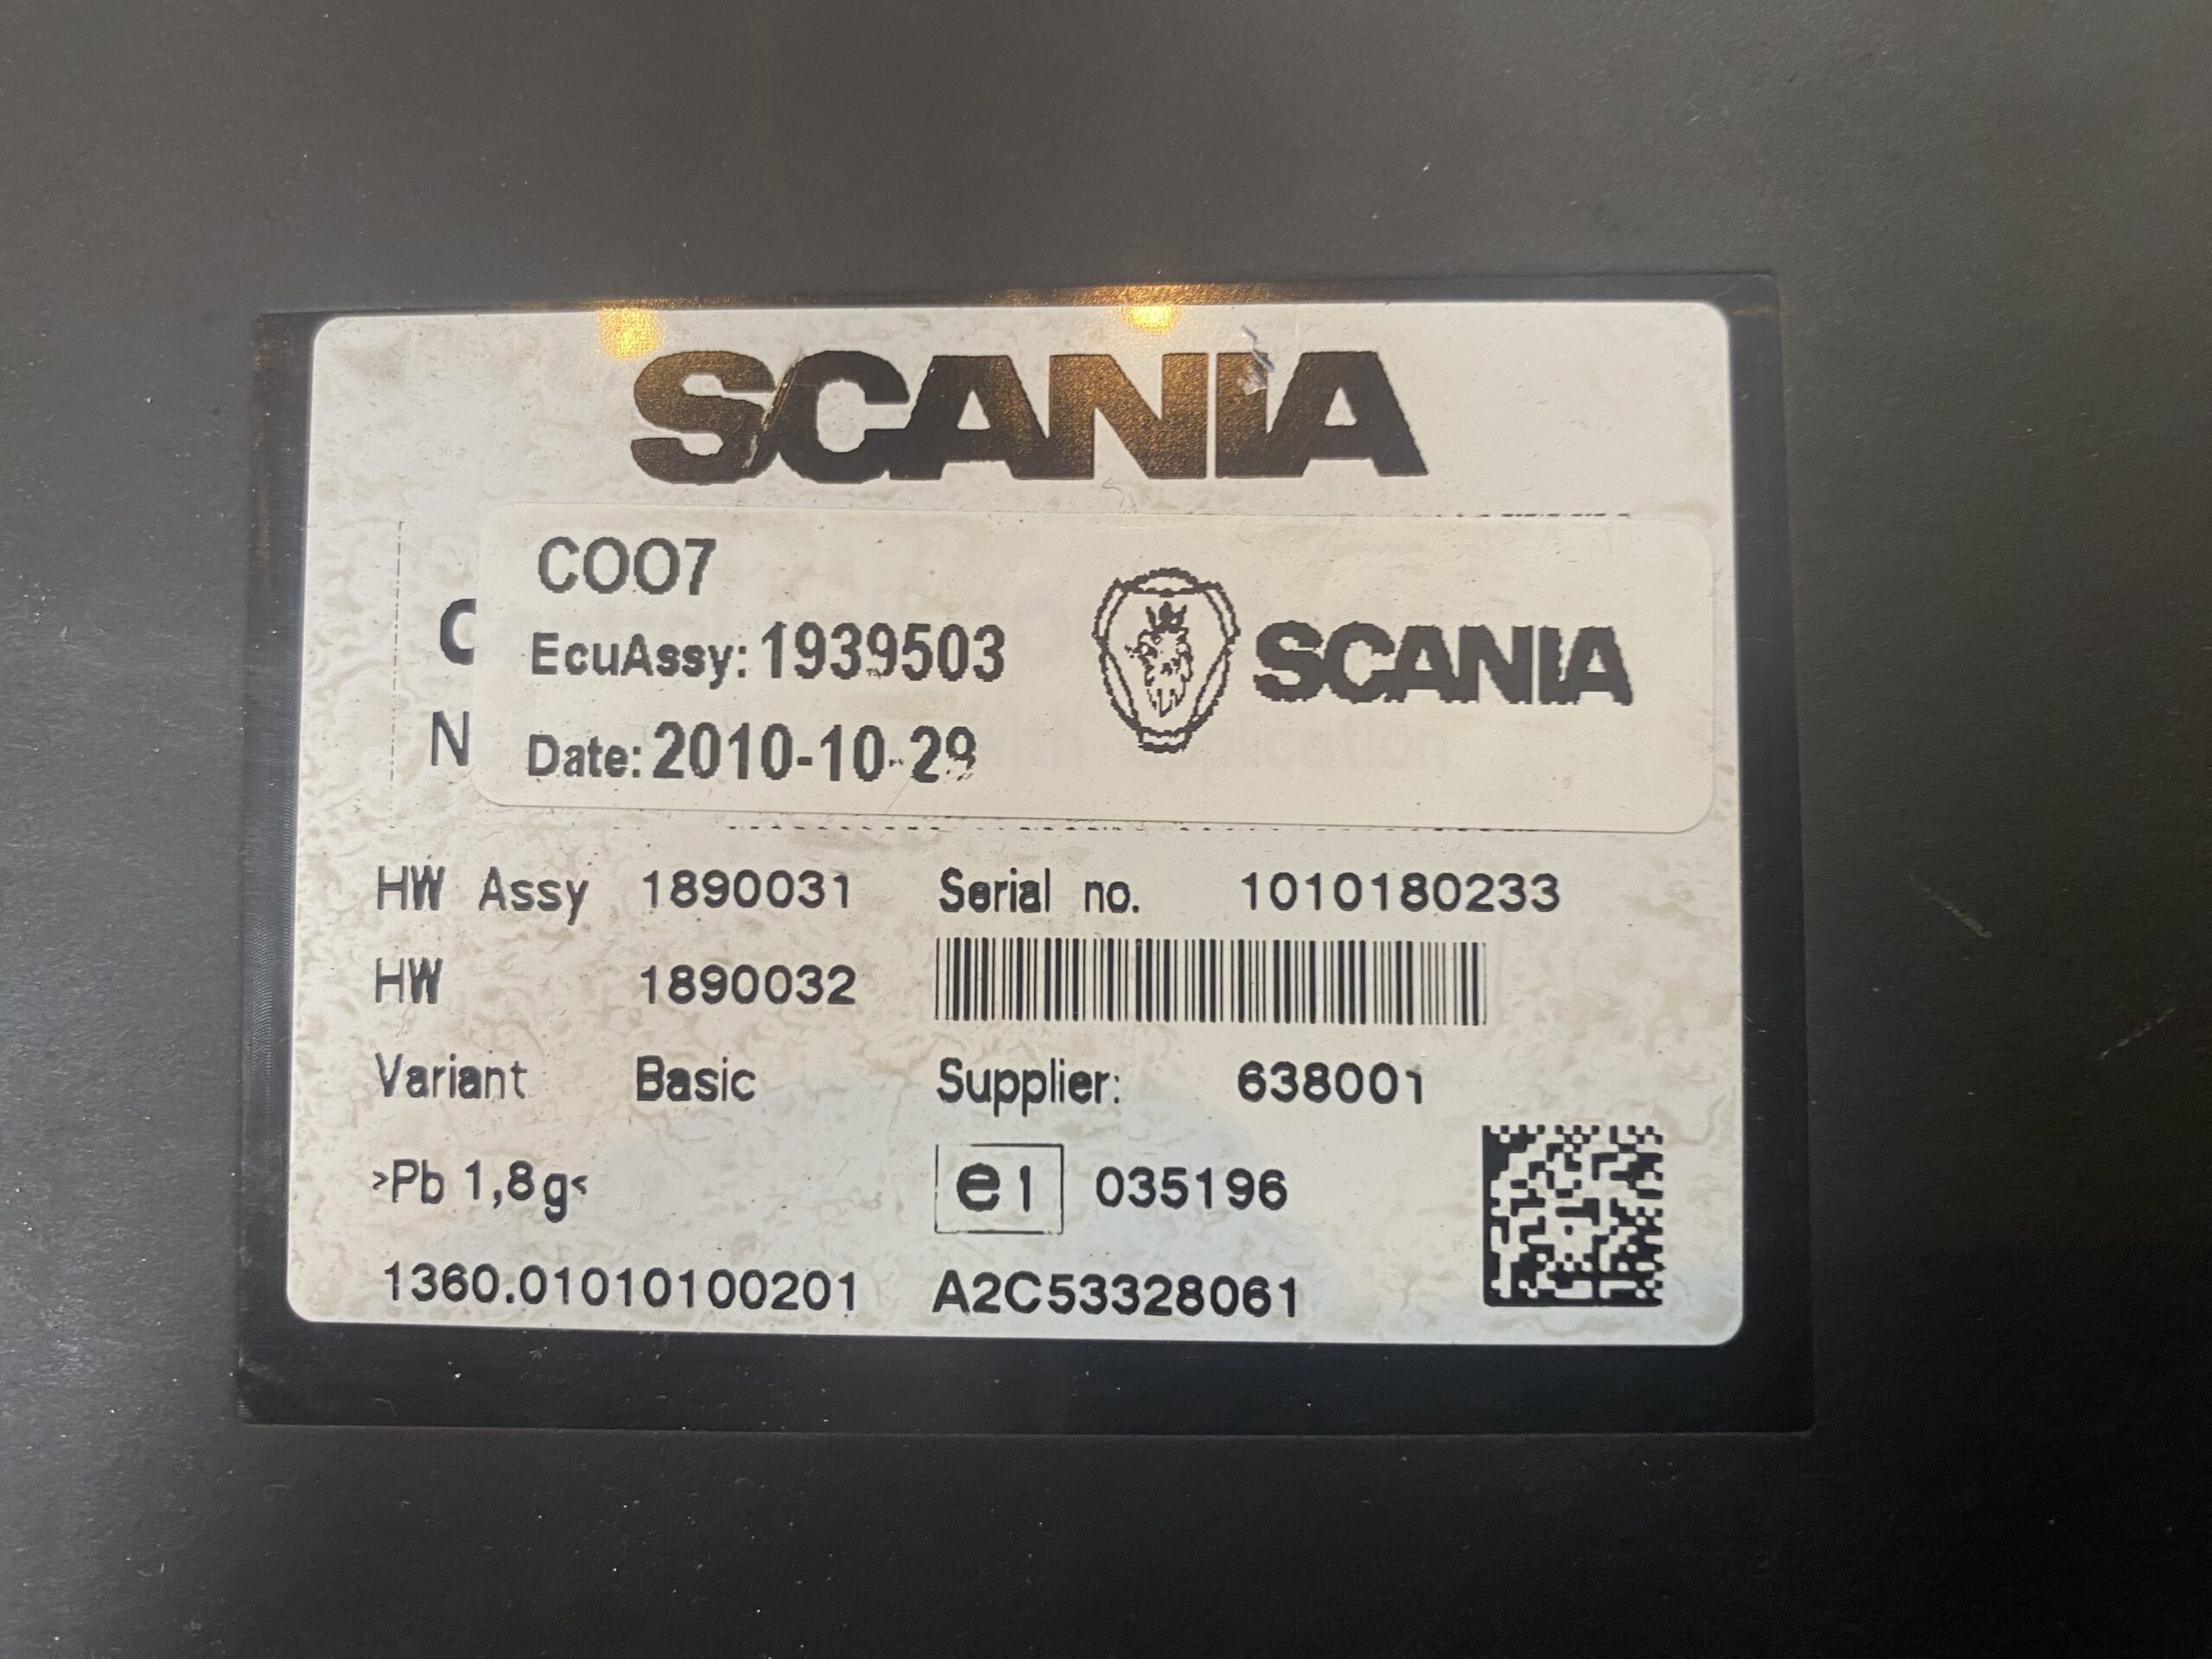 SCANIA
COO7
EcuAssy: 1939503
SCANIA
Date: 2010-10-29
C
N
HW Assy 1890031 Serial no. 1010180233
HW 1890032
Variant Basic Supplier: 638001
>Pb 1,8g< e1 035196
1360.01010100201 A2C53328061